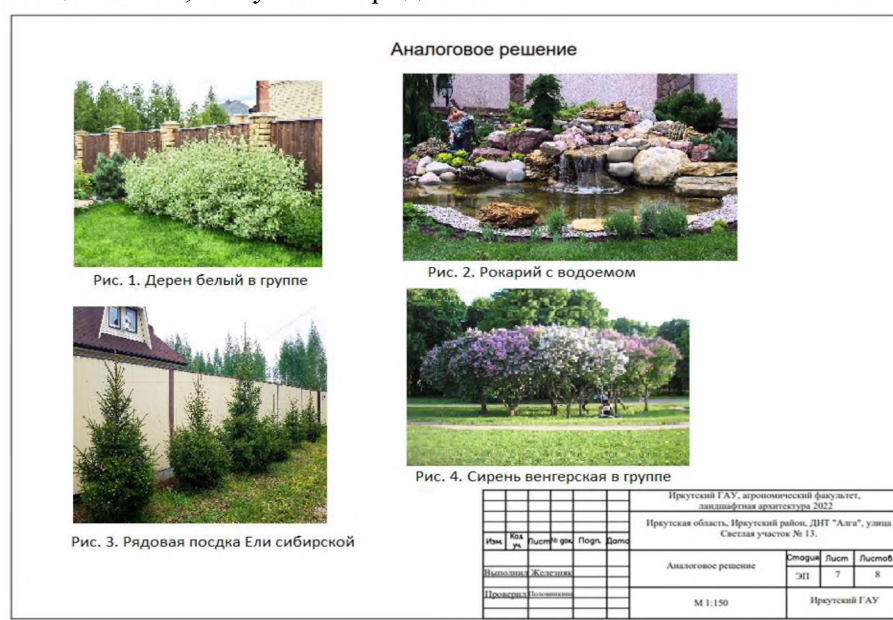 Аналоговое решение
Рис. 1. Дерен белый в группе
Рис. 2. Рокарий с водоемом
Рис. 3. Рядовая посдка Ели сибирской
Рис. 4. Сирень венгерская в группе
Иркутский ГАУ, агрономический факультет,
ландшафтная архитектура 2022
Иркутская область, Иркутский район, ДНТ "Алга", улица
Светлая участок № 13.
Изм. Кол уч Лист № док Подп. Дата
Аналоговое решение
Стадия Лист Листов
ЭП 7 8
Выполнил Железняк
Проверил Половинкина
М 1:150
Иркутский ГАУ